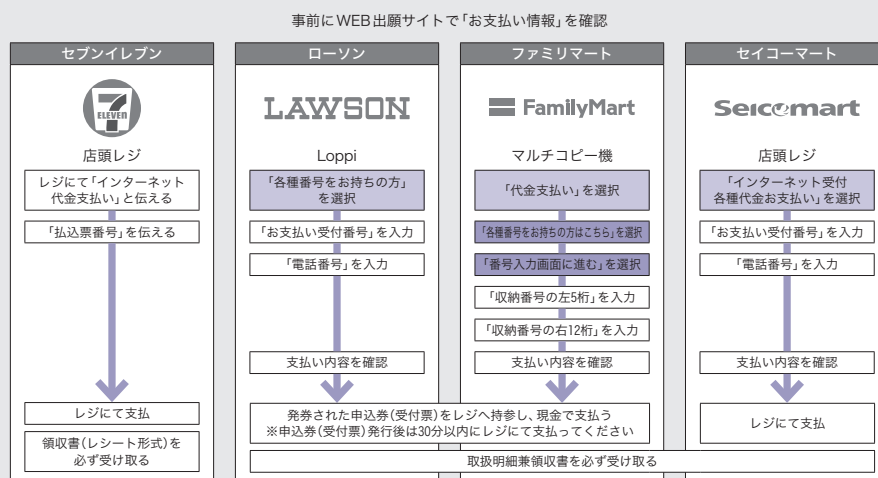 事前にWEB出願サイトで「お支払い情報」を確認
セブンイレブン
7
ELEVEN
店頭レジ
レジにて「インターネット
代金支払い」と伝える
「払込票番号」を伝える
レジにて支払
領収書(レシート形式)を
必ず受け取る
ローソン
LAWSON
Loppi
「各種番号をお持ちの方」
を選択
「お支払い受付番号」を入力
「電話番号」を入力
支払い内容を確認
ファミリマート
FamilyMart
マルチコピー機
「代金支払い」を選択
「各種番号をお持ちの方はこちら」を選択
「番号入力画面に進む」を選択
「収納番号の左5桁」を入力
「収納番号の右12桁」を入力
支払い内容を確認
発券された申込券(受付票)をレジへ持参し、現金で支払う
※申込券(受付票)発行後は30分以内にレジにて支払ってください
セイコーマート
Seicomart
店頭レジ
「インターネット受付
各種代金お支払い」を選択
「お支払い受付番号」を入力
「電話番号」を入力
支払い内容を確認
レジにて支払
取扱明細兼領収書を必ず受け取る